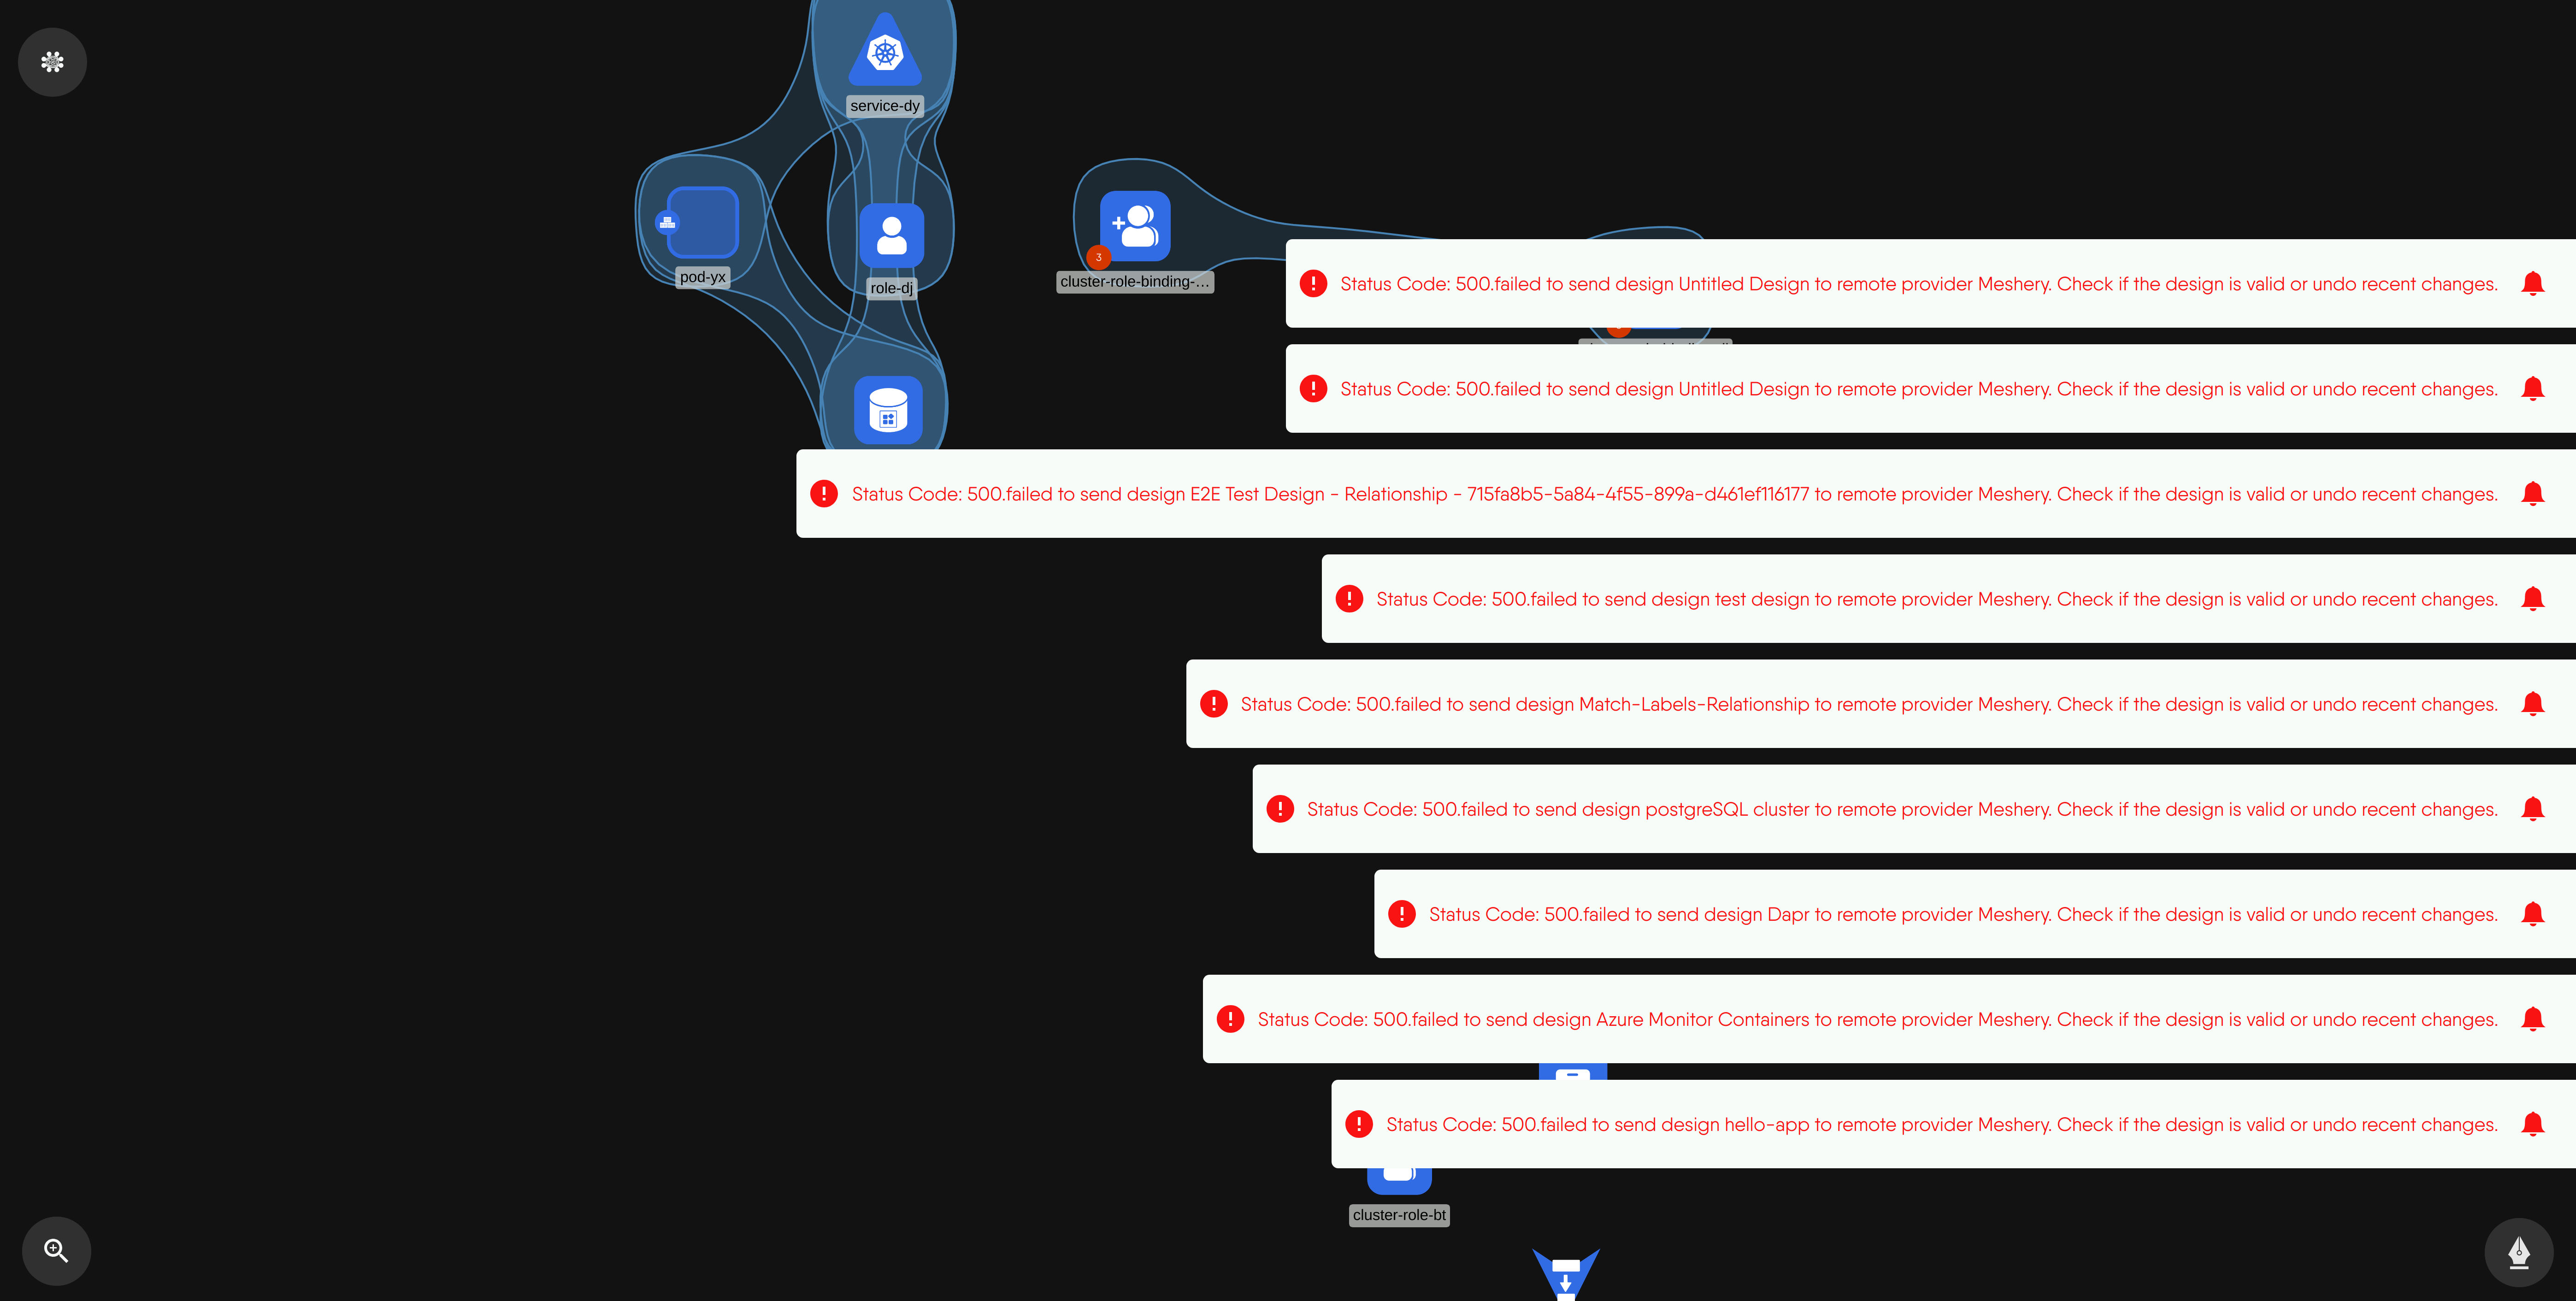 service-dy
pod-yx
role-dj
3
cluster-role-binding-...
Status Code: 500.failed to send design Untitled Design to remote provider Meshery. Check if the design is valid or undo recent changes.
Status Code: 500.failed to send design Untitled Design to remote provider Meshery. Check if the design is valid or undo recent changes.
Status Code: 500.failed to send design E2E Test Design - Relationship - 715fa8b5-5a84-4f55-899a-d461ef116177 to remote provider Meshery. Check if the design is valid or undo recent changes.
Status Code: 500.failed to send design test design to remote provider Meshery. Check if the design is valid or undo recent changes.
Status Code: 500.failed to send design Match-Labels-Relationship to remote provider Meshery. Check if the design is valid or undo recent changes.
Status Code: 500.failed to send design postgreSQL cluster to remote provider Meshery. Check if the design is valid or undo recent changes.
Status Code: 500.failed to send design Dapr to remote provider Meshery. Check if the design is valid or undo recent changes.
Status Code: 500.failed to send design Azure Monitor Containers to remote provider Meshery. Check if the design is valid or undo recent changes.
Status Code: 500.failed to send design hello-app to remote provider Meshery. Check if the design is valid or undo recent changes.
cluster-role-bt